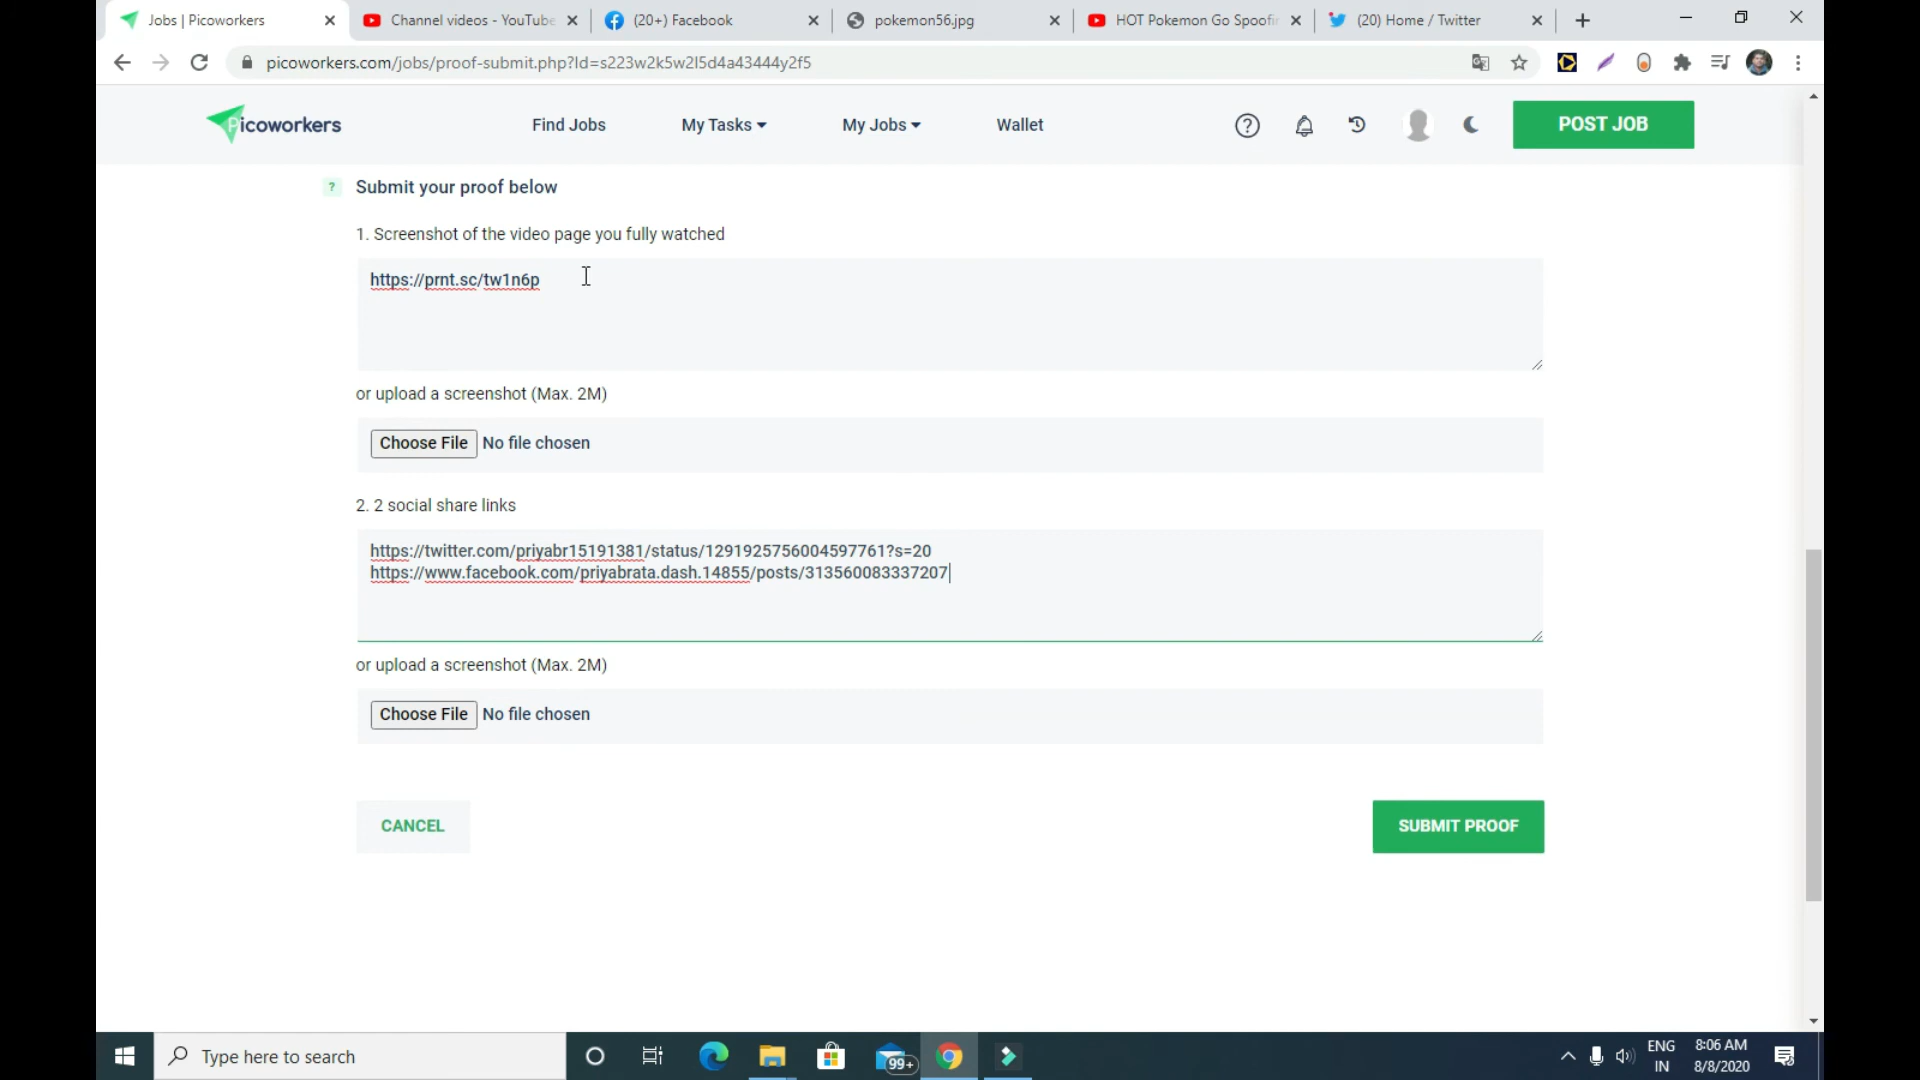 Jobs | Picoworkers
Channel videos - YouTube
(20+) Facebook
pokemon56.jpg
HOT Pokemon Go Spoofin
(20) Home / Twitter
picoworkers.com/jobs/proof-submit.php?Id=s223w2k5w2l5d4a43444y2f5
Picoworkers
Find Jobs
My Tasks
My Jobs
Wallet
POST JOB
? Submit your proof below
1. Screenshot of the video page you fully watched
https://prnt.sc/tw1n6p
or upload a screenshot (Max. 2M)
Choose File No file chosen
2. 2 social share links
https://twitter.com/priyabr15191381/status/1291925756004597761?s=20
https://www.facebook.com/priyabrata.dash.14855/posts/313560083337207
or upload a screenshot (Max. 2M)
Choose File No file chosen
CANCEL
SUBMIT PROOF
Type here to search
99+
ENG
IN
8:06 AM
8/8/2020